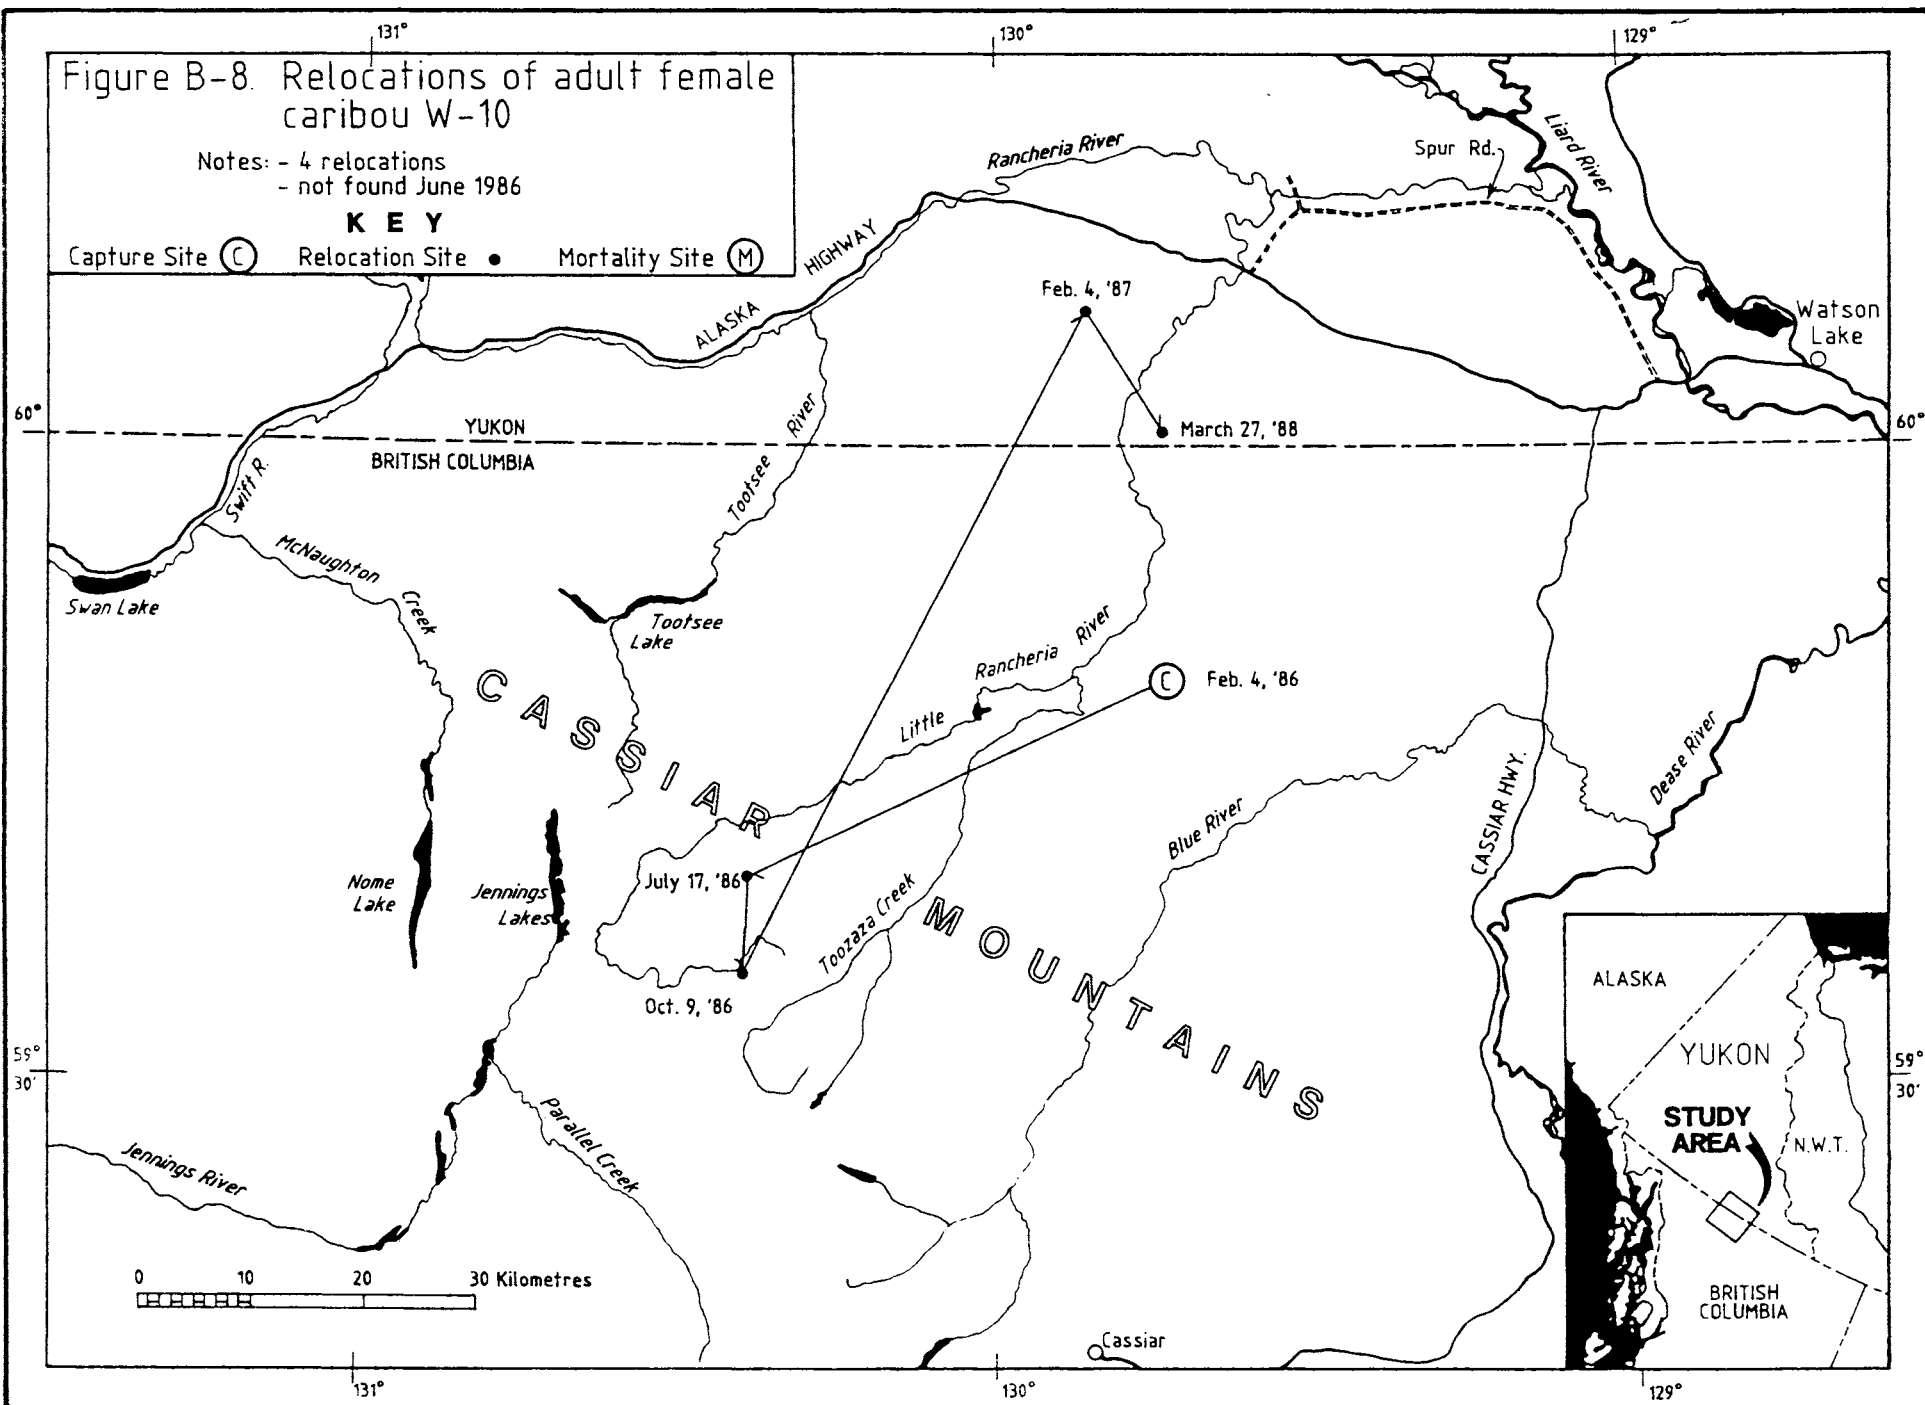 131°
130°
129°
Figure B-8. Relocations of adult female
caribou W-10
Notes: - 4 relocations
- not found June 1986
KEY
Capture Site C Relocation Site ● Mortality Site M
Rancheria River
Spur Rd.
Liard River
ALASKA HIGHWAY
Feb. 4, '87
Watson
Lake
60°
YUKON
BRITISH COLUMBIA
March 27, '88
60°
Swift R.
Tootsee River
McNaughton Creek
Swan Lake
Tootsee
Lake
Little Rancheria River
C Feb. 4, '86
CASSIAR
MOUNTAINS
Dease River
CASSIAR HWY.
Blue River
Nome
Lake
Jennings
Lakes
July 17, '86
Toozaza Creek
Oct. 9, '86
59°
30'
59°
30'
Parallel Creek
Jennings River
0 10 20 30 Kilometres
Cassiar
ALASKA
YUKON
STUDY
AREA
N.W.T.
BRITISH
COLUMBIA
131°
130°
129°